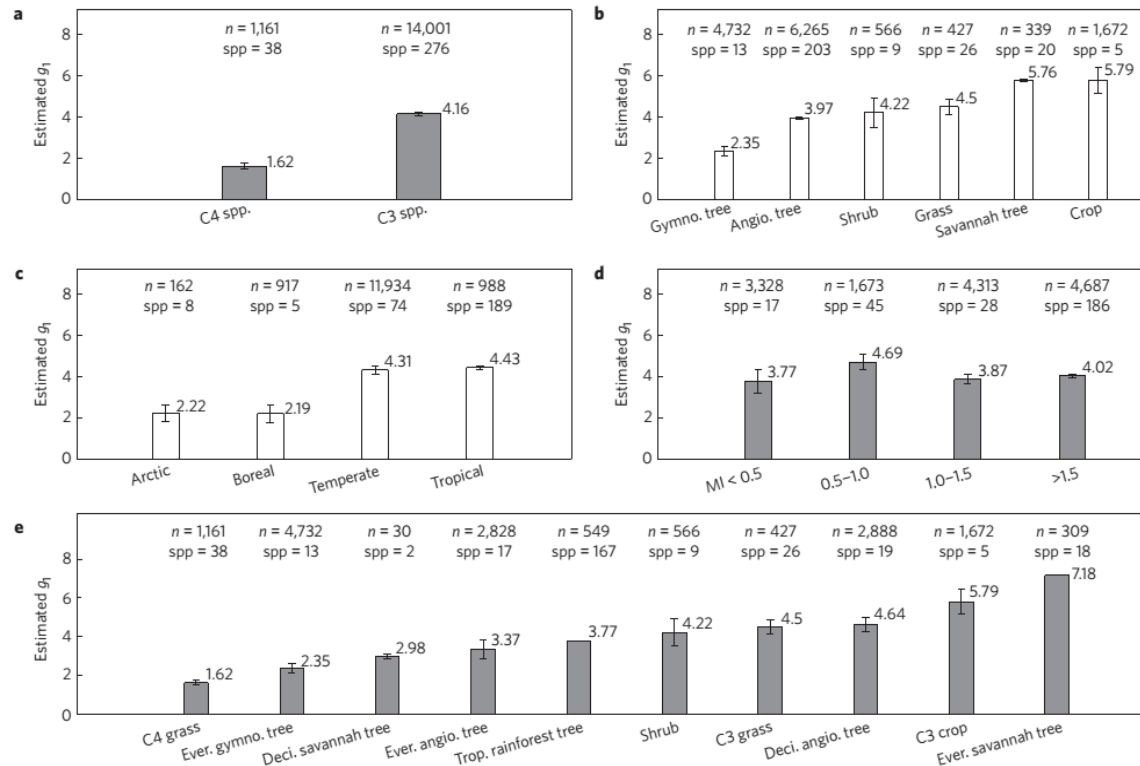 a
n = 1,161 n = 14,001
spp = 38 spp = 276
8
6
4
2
0
Estimated g1
1.62
4.16
C4 spp. C3 spp.
b
n = 4,732 n = 6,265 n = 566 n = 427 n = 339 n = 1,672
spp = 13 spp = 203 spp = 9 spp = 26 spp = 20 spp = 5
8
6
4
2
0
Estimated g1
2.35
3.97
4.22
4.5
5.76
5.79
Gymno. tree Angio. tree Shrub Grass Savannah tree Crop
c
n = 162 n = 917 n = 11,934 n = 988
spp = 8 spp = 5 spp = 74 spp = 189
8
6
4
2
0
Estimated g1
2.22
2.19
4.31
4.43
Arctic Boreal Temperate Tropical
d
n = 3,328 n = 1,673 n = 4,313 n = 4,687
spp = 17 spp = 45 spp = 28 spp = 186
8
6
4
2
0
Estimated g1
3.77
4.69
3.87
4.02
MI < 0.5 0.5–1.0 1.0–1.5 >1.5
e
n = 1,161 n = 4,732 n = 30 n = 2,828 n = 549 n = 566 n = 427 n = 2,888 n = 1,672 n = 309
spp = 38 spp = 13 spp = 2 spp = 17 spp = 167 spp = 9 spp = 26 spp = 19 spp = 5 spp = 18
8
6
4
2
0
Estimated g1
1.62
2.35
2.98
3.37
3.77
4.22
4.5
4.64
5.79
7.18
C4 grass Ever. gymno. tree Deci. savannah tree Ever. angio. tree Trop. rainforest tree Shrub C3 grass Deci. angio. tree C3 crop Ever. savannah tree